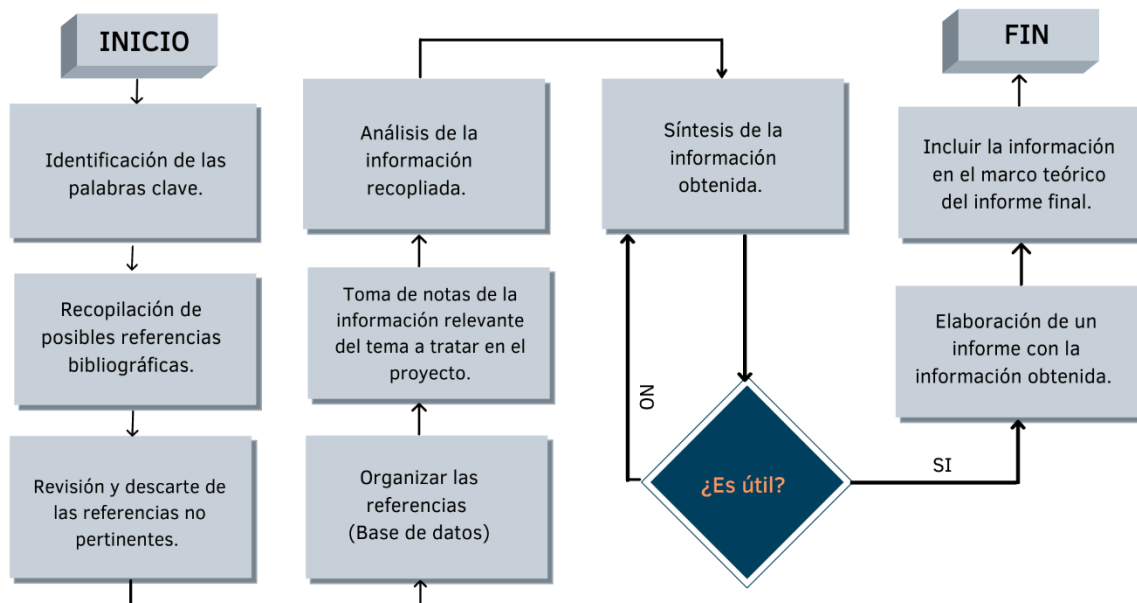 INICIO
Identificación de las
palabras clave.
Recopilación de
posibles referencias
bibliográficas.
Revisión y descarte de
las referencias no
pertinentes.
Organizar las
referencias
(Base de datos)
Toma de notas de la
información relevante
del tema a tratar en el
proyecto.
Análisis de la
información
recopliada.
Síntesis de la
información
obtenida.
¿Es útil?
NO
SI
Elaboración de un
informe con la
información obtenida.
Incluir la información
en el marco teórico
del informe final.
FIN